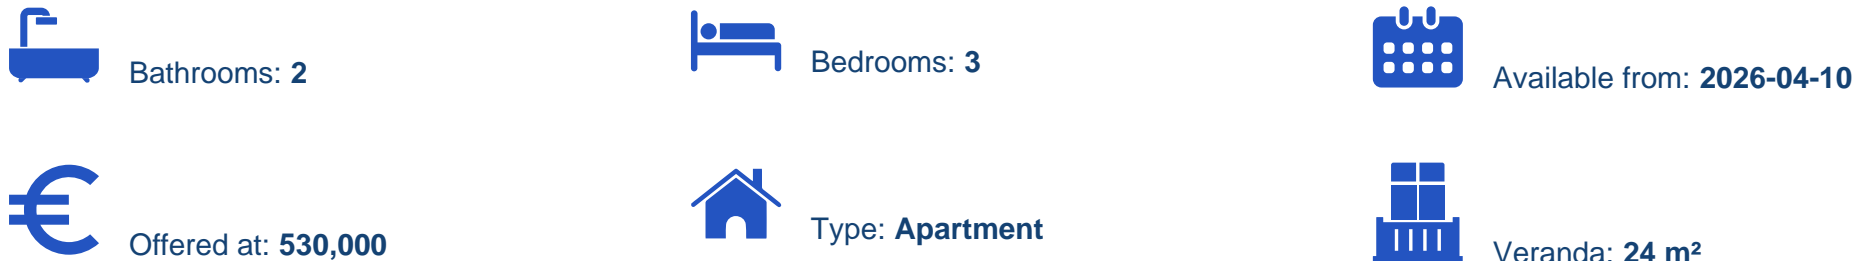 Bathrooms: 2
Bedrooms: 3
Available from: 2026-04-10
Offered at: 530,000
Type: Apartment
Veranda: 24 m²